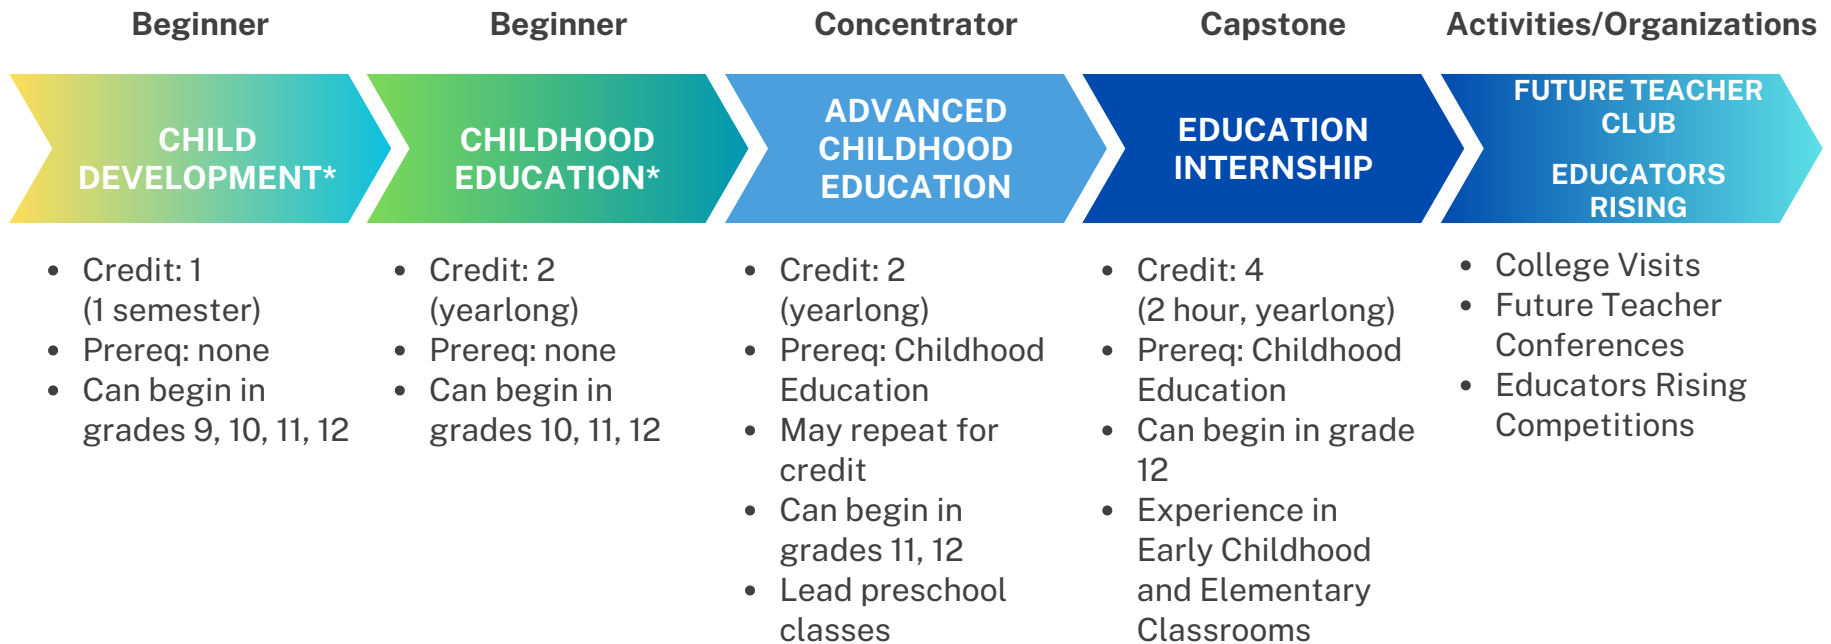 Beginner
CHILD
DEVELOPMENT*
• Credit: 1
(1 semester)
• Prereq: none
• Can begin in
grades 9, 10, 11, 12
Beginner
CHILDHOOD
EDUCATION*
• Credit: 2
(yearlong)
• Prereq: none
• Can begin in
grades 10, 11, 12
Concentrator
ADVANCED
CHILDHOOD
EDUCATION
• Credit: 2
(yearlong)
• Prereq: Childhood
Education
• May repeat for
credit
• Can begin in
grades 11, 12
• Lead preschool
classes
Capstone
EDUCATION
INTERNSHIP
• Credit: 4
(2 hour, yearlong)
• Prereq: Childhood
Education
• Can begin in grade
12
• Experience in
Early Childhood
and Elementary
Classrooms
Activities/Organizations
FUTURE TEACHER
CLUB
EDUCATORS
RISING
• College Visits
• Future Teacher
Conferences
• Educators Rising
Competitions